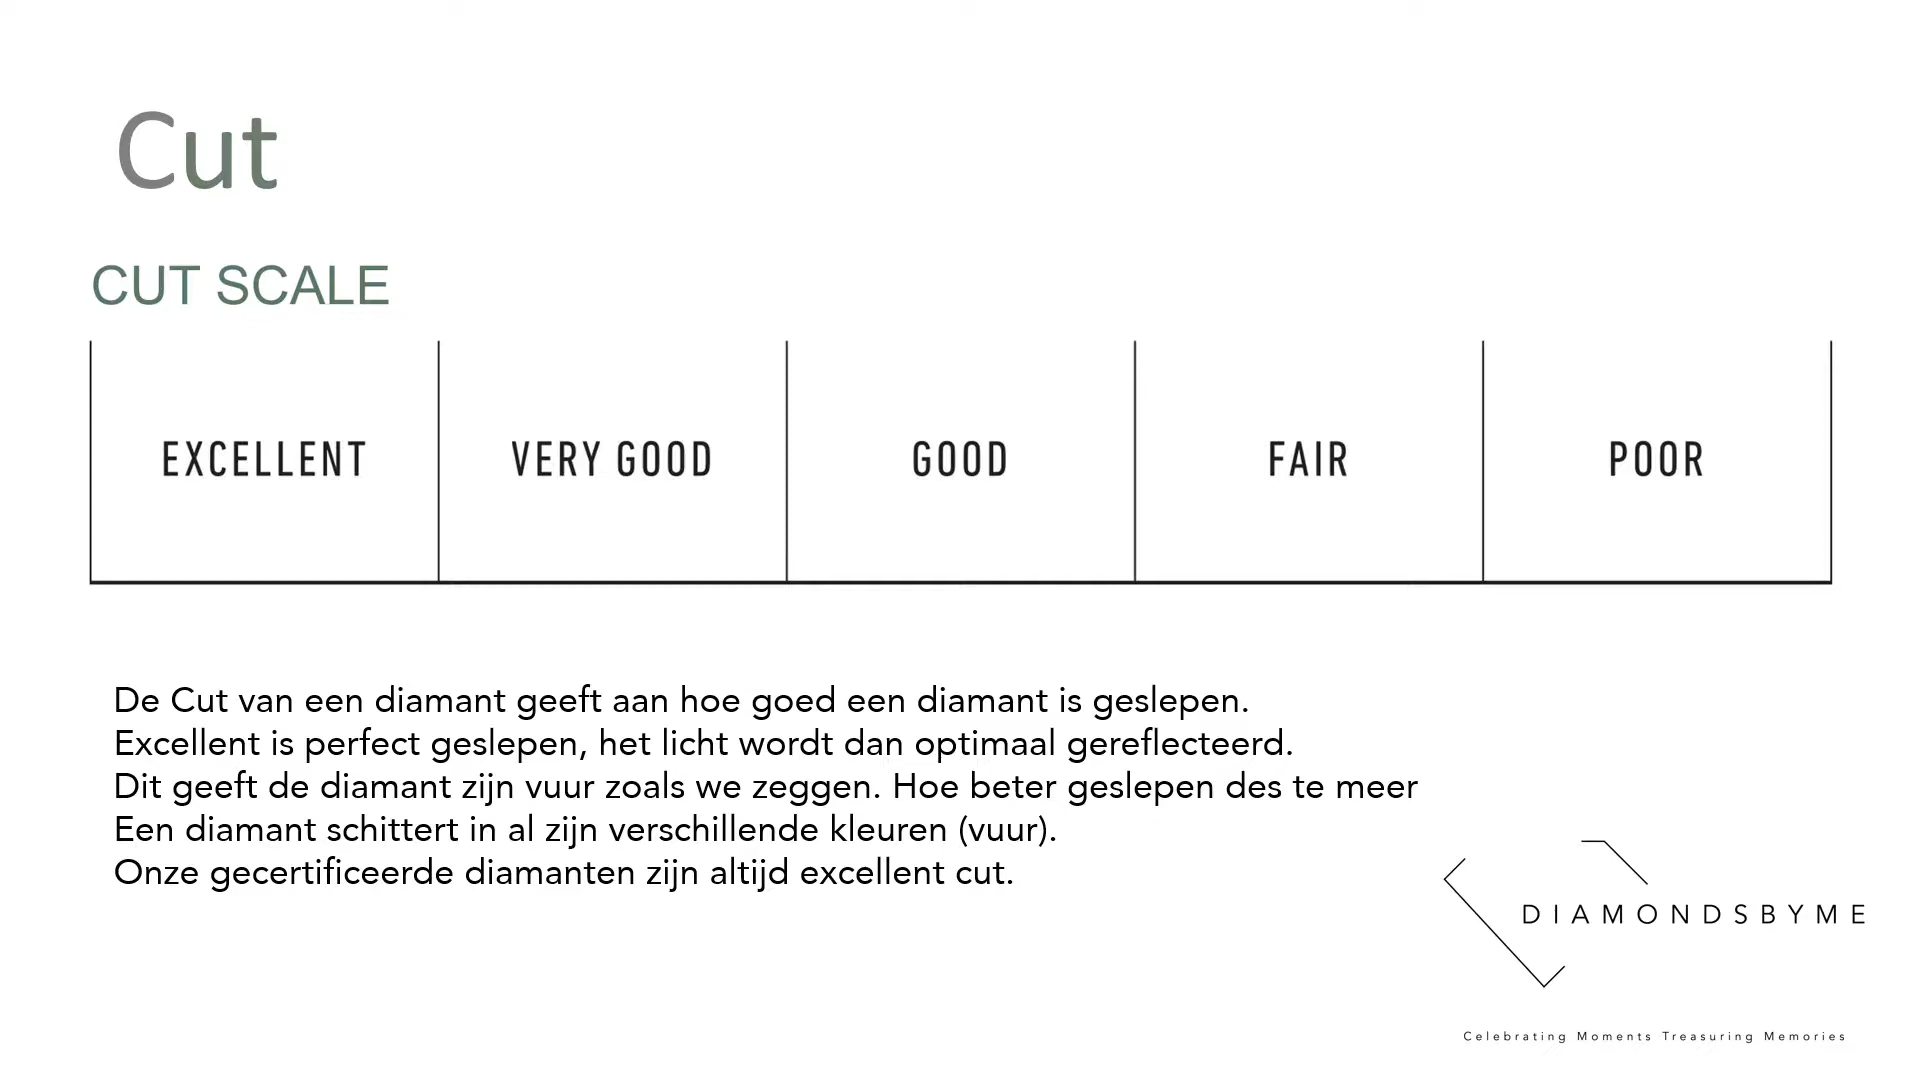 Cut
CUT SCALE
EXCELLENT VERY GOOD GOOD FAIR POOR
De Cut van een diamant geeft aan hoe goed een diamant is geslepen.
Excellent is perfect geslepen, het licht wordt dan optimaal gereflecteerd.
Dit geeft de diamant zijn vuur zoals we zeggen. Hoe beter geslepen des te meer
Een diamant schittert in al zijn verschillende kleuren (vuur).
Onze gecertificeerde diamanten zijn altijd excellent cut.
DIAMONDSBYME
Celebrating Moments Treasuring Memories